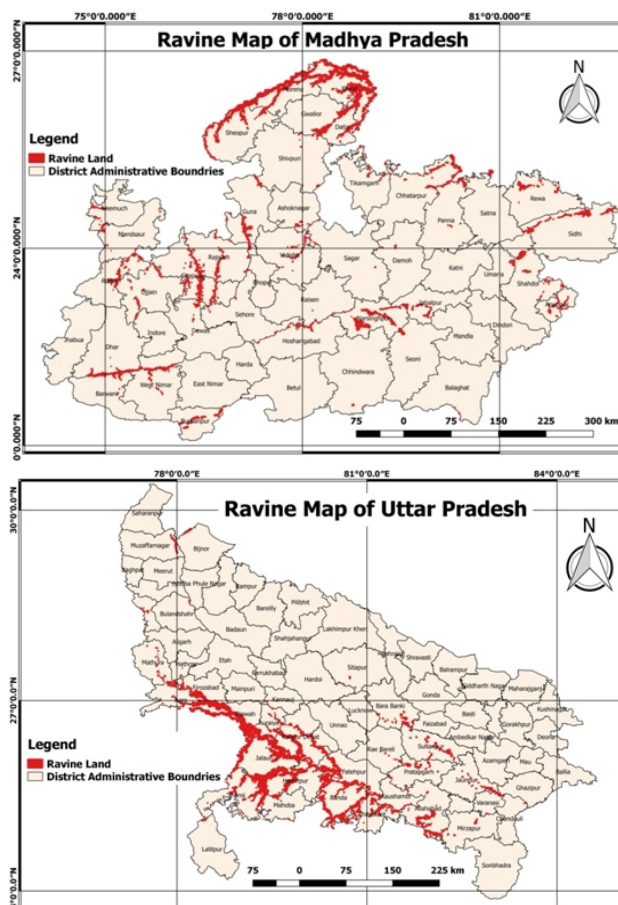 75°0.0.000'E
78°0.0.000'E
81°0.0.000'E
Ravine Map of Madhya Pradesh
27°0.0.000'N
N
Gwalior
Sheopur
Datia
Legend
Ravine Land
District Administrative Boundries
Shivpuri
Tikamgarh
Chhatarpur
Rewa
Guna
Ashoknagar
Panna
Satna
Sidhi
Mandsaur
24°0.0.000'N
Sagar
Damoh
Katni
Umaria
Shahdol
Ujjain
Bhopal
Raisen
Jabalpur
Sehore
Indore
Dewas
Narsinghpur
Dindori
Jhabua
Dhar
Hoshangabad
Mandla
Harda
Seoni
Barwani
West Nimar
East Nimar
Betul
Chhindwara
Balaghat
75 0 75 150 225 300 km
0°0.000'N
78°0.0.0"E
81°0.0.0"E
84°0.0.0"E
30°0.0.0"N
Ravine Map of Uttar Pradesh
N
Saharanpur
Muzaffarnagar
Bijnor
Baghpat
Meerut
Rampur
Bareilly
Pilibhit
Bulandshahr
Badaun
Shahjahanpur
Lakhimpur Kheri
Aligarh
Shravasti
Mathura
Etah
Sitapur
Balrampur
Hardoi
Siddharth Nagar
Maharajganj
Firozabad
Mainpuri
Farrukhabad
Gonda
27°0.0.0"N
Kannauj
Lucknow
Bara Banki
Basti
Kushinagar
Gorakhpur
Faizabad
Deoria
Legend
Ravine Land
District Administrative Boundries
Unnao
Ambedkar Nagar
Rae Bareli
Sultanpur
Azamgarh
Mau
Ballia
Jalaun
Fatehpur
Pratapgarh
Jaunpur
Ghazipur
Hamirpur
Banda
Kaushambi
Varanasi
Mahoba
Allahabad
Chandauli
Mirzapur
Lalitpur
Sonbhadra
75 0 75 150 225 km